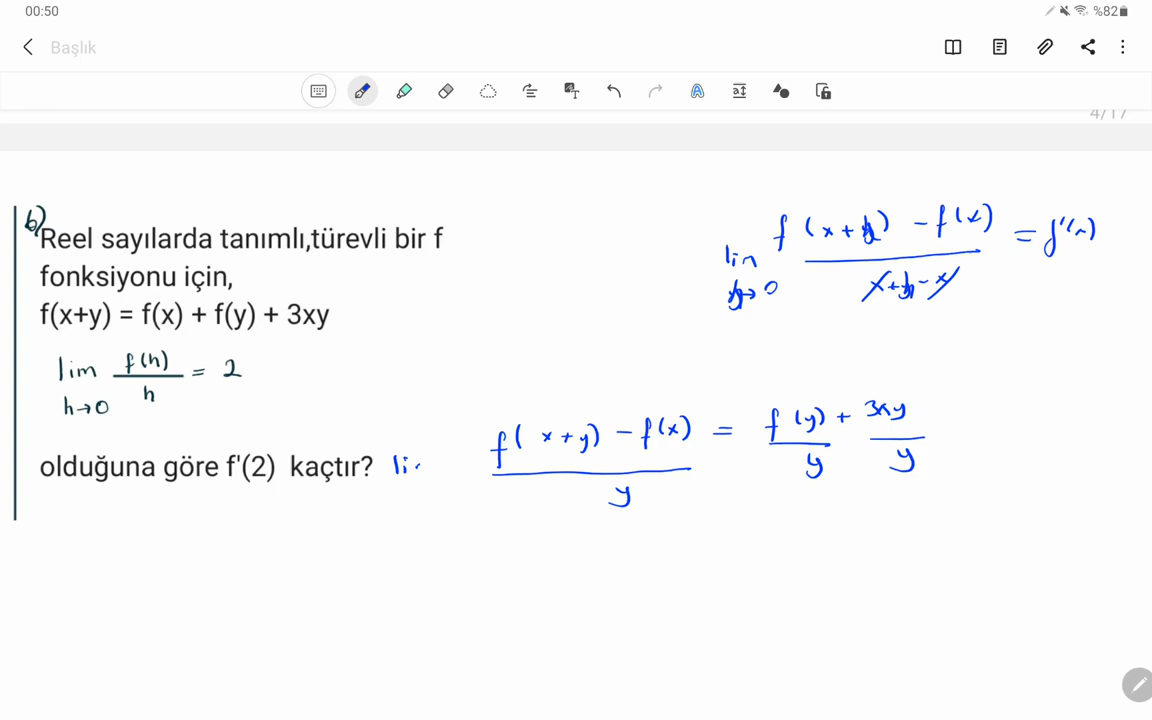 00:50 %82
Başlık
4/17
b)
Reel sayılarda tanımlı,türevli bir f
fonksiyonu için,
f(x+y) = f(x) + f(y) + 3xy
lim f(h)/h = 2
h→0
olduğuna göre f'(2) kaçtır?
f(x+y) - f(x) / y = f(y)/y + 3xy/y
lim f(x+y) - f(x) / x+y-x = f'(x)
y→0